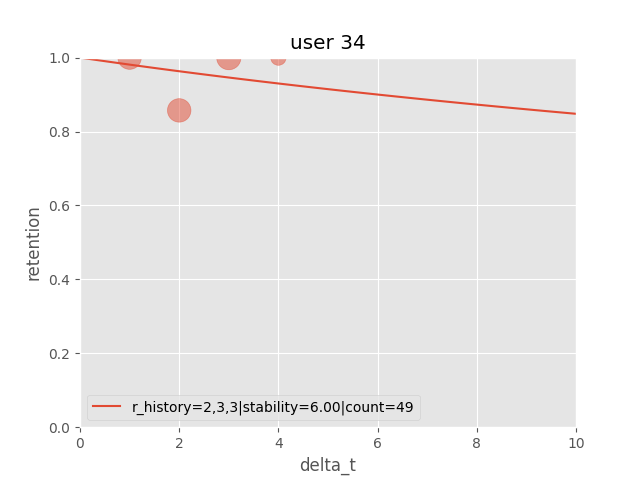 user 34
1.0
0.8
0.6
0.4
0.2
0.0
retention
r_history=2,3,3|stability=6.00|count=49
0 2 4 6 8 10
delta_t